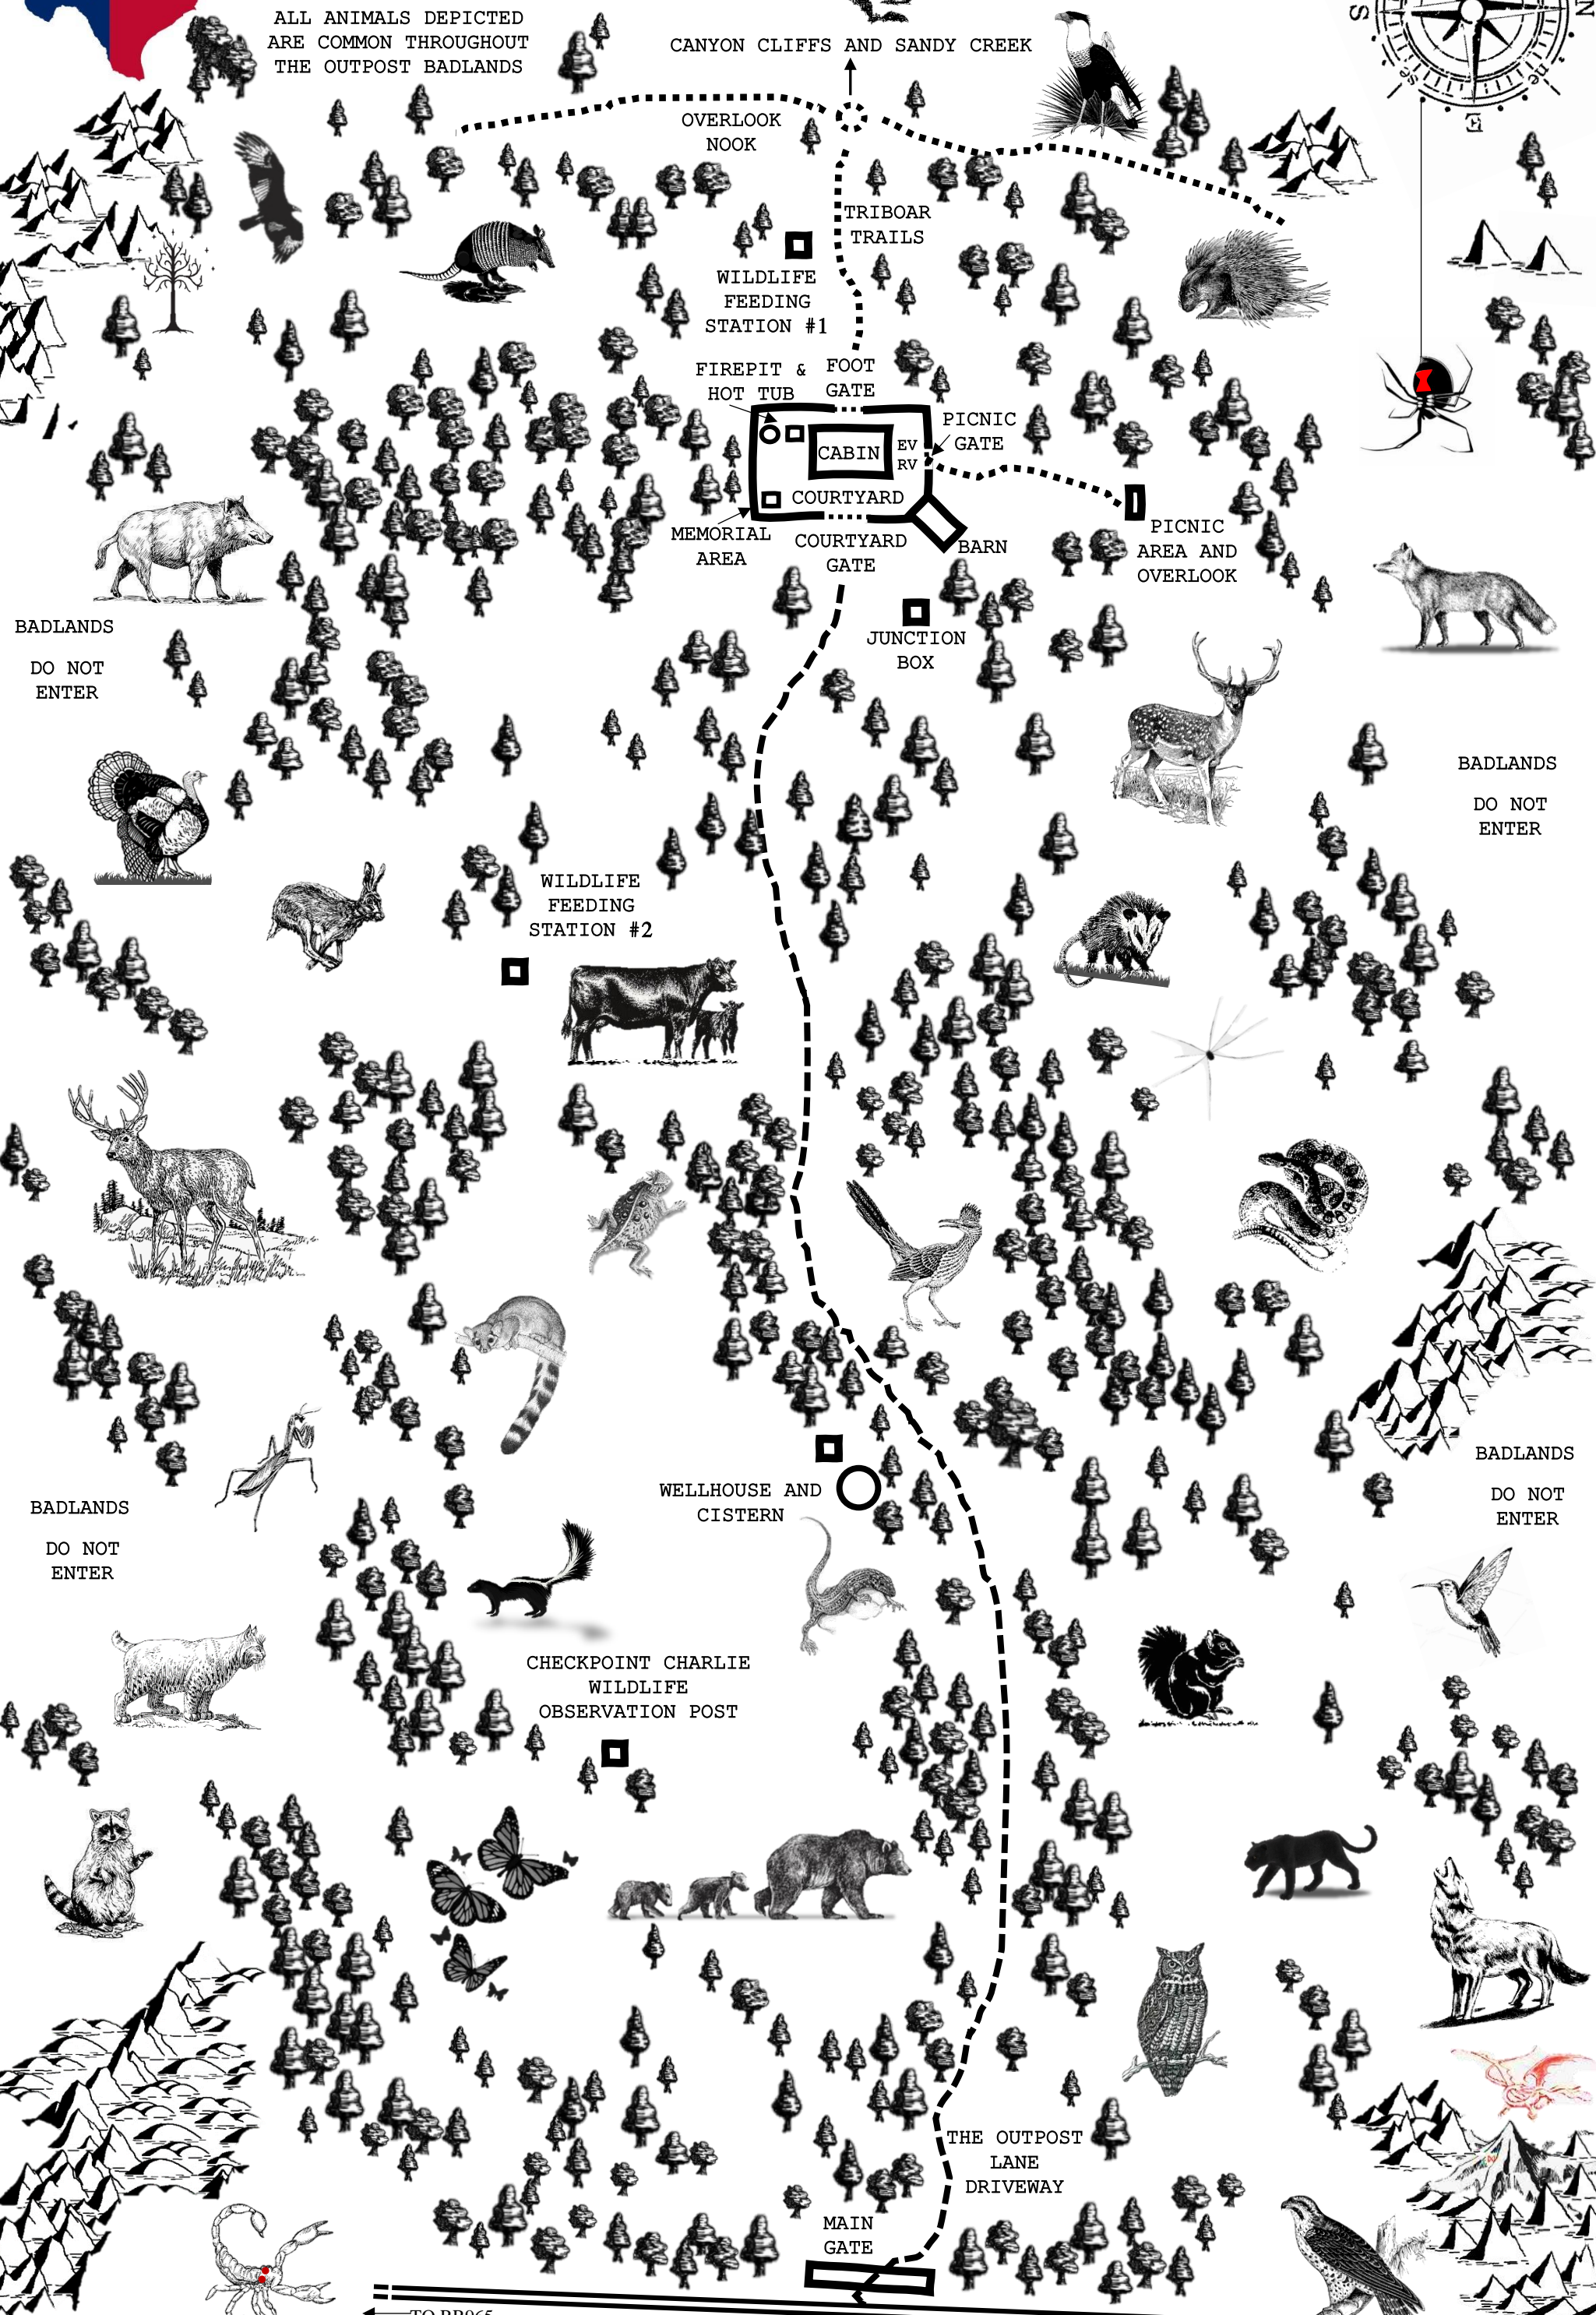 ALL ANIMALS DEPICTED
ARE COMMON THROUGHOUT
THE OUTPOST BADLANDS
CANYON CLIFFS AND SANDY CREEK
S
N
se
ne
E
OVERLOOK
NOOK
TRIBOAR
TRAILS
WILDLIFE
FEEDING
STATION #1
FIREPIT &
HOT TUB
FOOT
GATE
PICNIC
GATE
CABIN
EV
RV
COURTYARD
MEMORIAL
AREA
COURTYARD
GATE
BARN
PICNIC
AREA AND
OVERLOOK
JUNCTION
BOX
BADLANDS
DO NOT
ENTER
BADLANDS
DO NOT
ENTER
WILDLIFE
FEEDING
STATION #2
WELLHOUSE AND
CISTERN
BADLANDS
DO NOT
ENTER
BADLANDS
DO NOT
ENTER
CHECKPOINT CHARLIE
WILDLIFE
OBSERVATION POST
THE OUTPOST
LANE
DRIVEWAY
MAIN
GATE